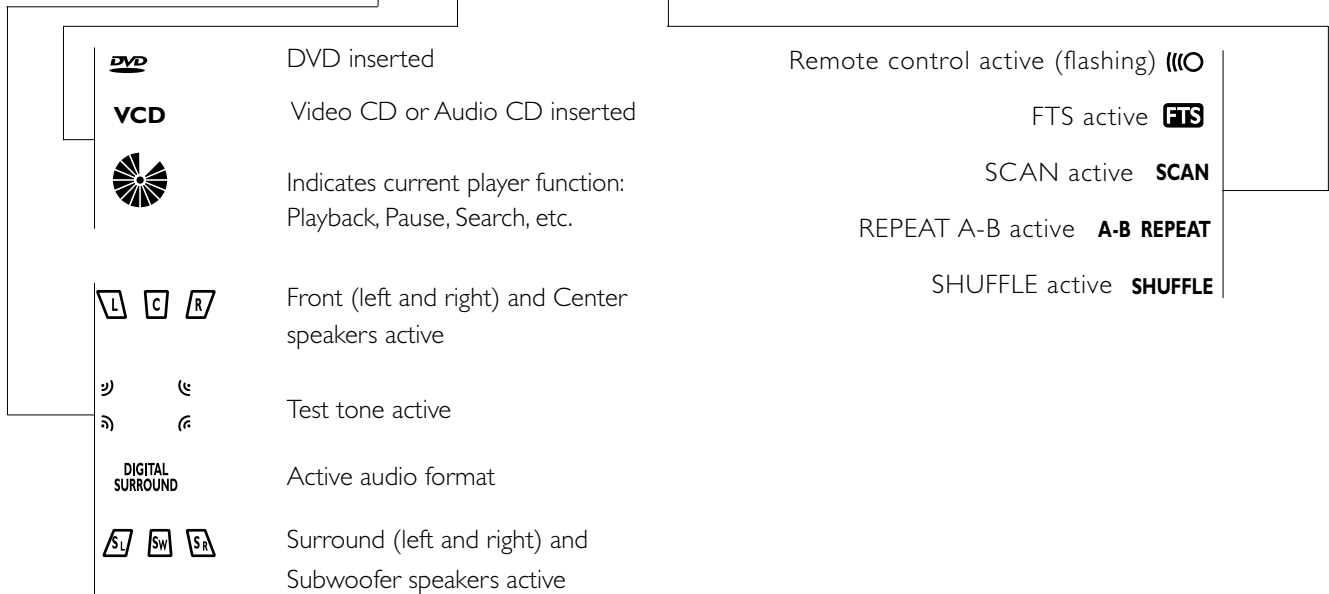 DVD DVD inserted
VCD Video CD or Audio CD inserted
Indicates current player function:
Playback, Pause, Search, etc.
L C R Front (left and right) and Center
speakers active
Test tone active
DIGITAL
SURROUND Active audio format
SL SW SR Surround (left and right) and
Subwoofer speakers active
Remote control active (flashing)
FTS active FTS
SCAN active SCAN
REPEAT A-B active A-B REPEAT
SHUFFLE active SHUFFLE